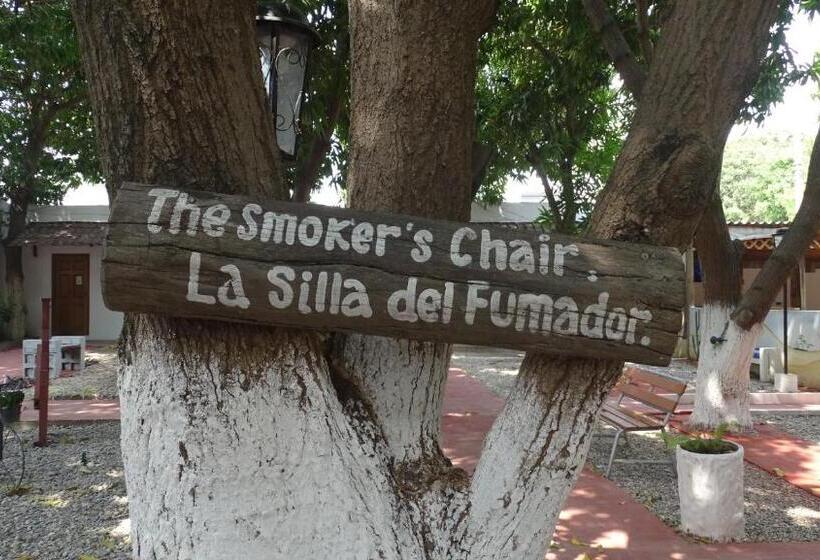 The Smoker's Chair.
La Silla del Fumador.